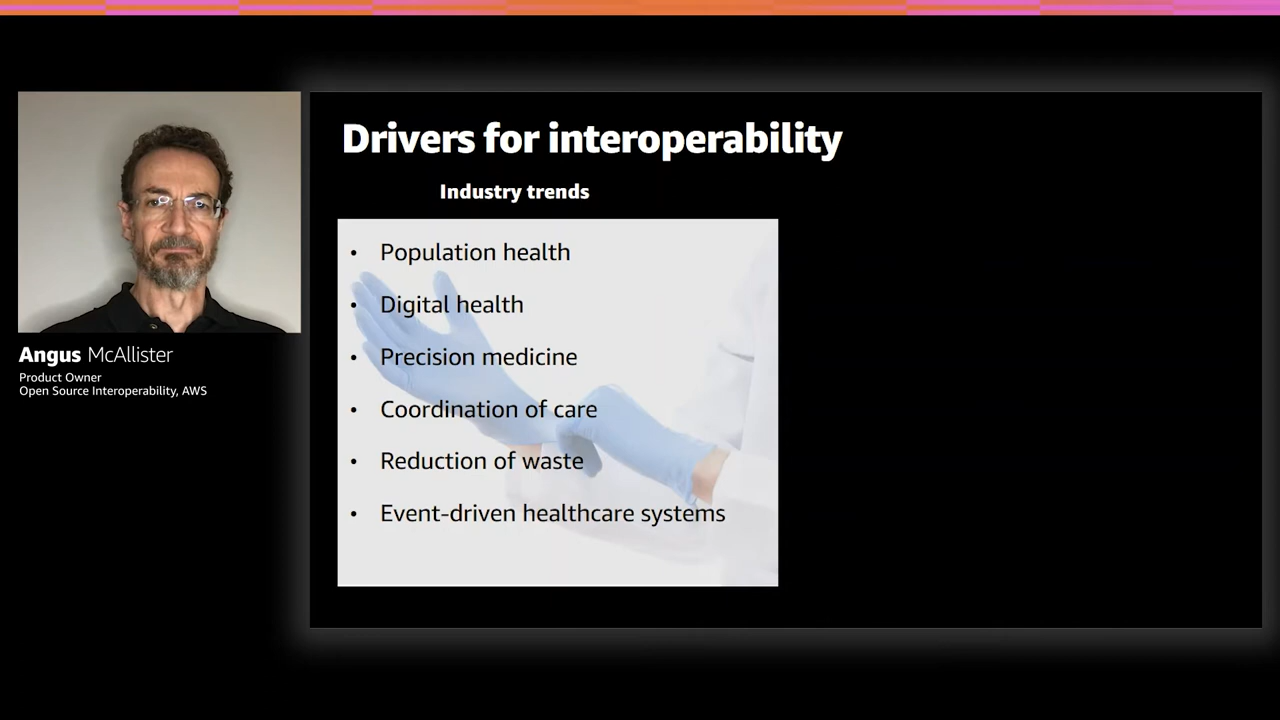 Drivers for interoperability
Industry trends
• Population health
• Digital health
• Precision medicine
• Coordination of care
• Reduction of waste
• Event-driven healthcare systems
Angus McAllister
Product Owner
Open Source Interoperability, AWS